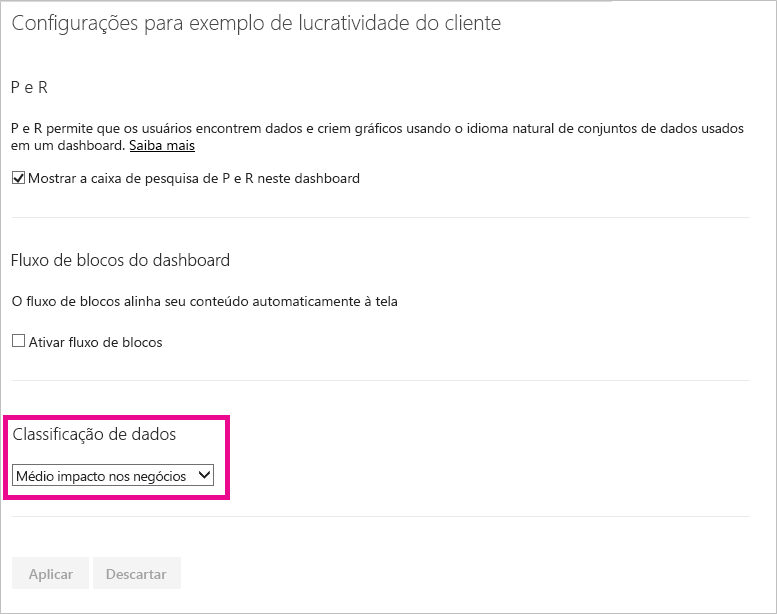 Configurações para exemplo de lucratividade do cliente
P e R
P e R permite que os usuários encontrem dados e criem gráficos usando o idioma natural de conjuntos de dados usados
em um dashboard. Saiba mais
Mostrar a caixa de pesquisa de P e R neste dashboard
Fluxo de blocos do dashboard
O fluxo de blocos alinha seu conteúdo automaticamente à tela
Ativar fluxo de blocos
Classificação de dados
Médio impacto nos negócios
Aplicar Descartar